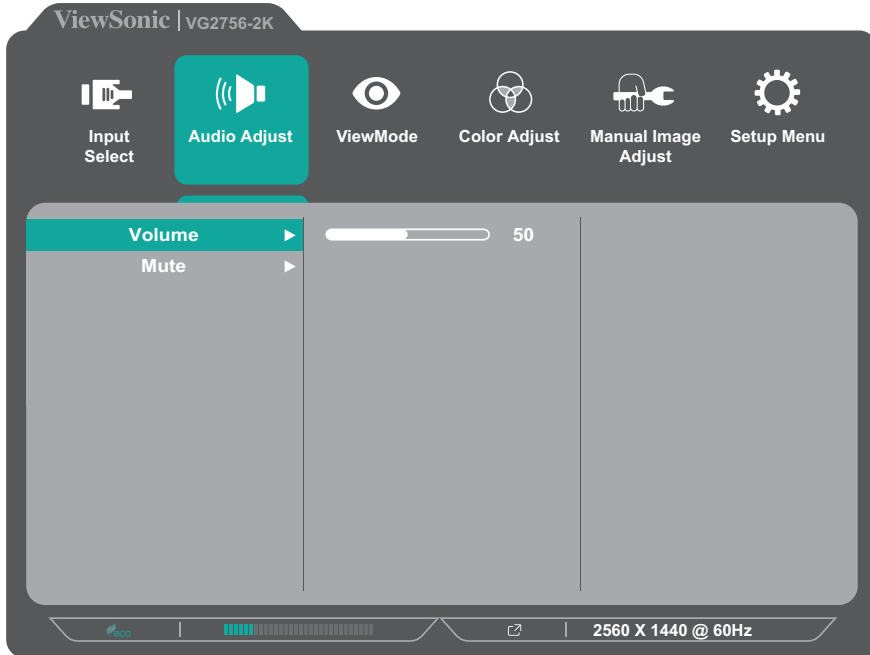 ViewSonic | VG2756-2K
Input
Select
Audio Adjust
ViewMode
Color Adjust
Manual Image
Adjust
Setup Menu
Volume
50
Mute
eco
2560 X 1440 @ 60Hz